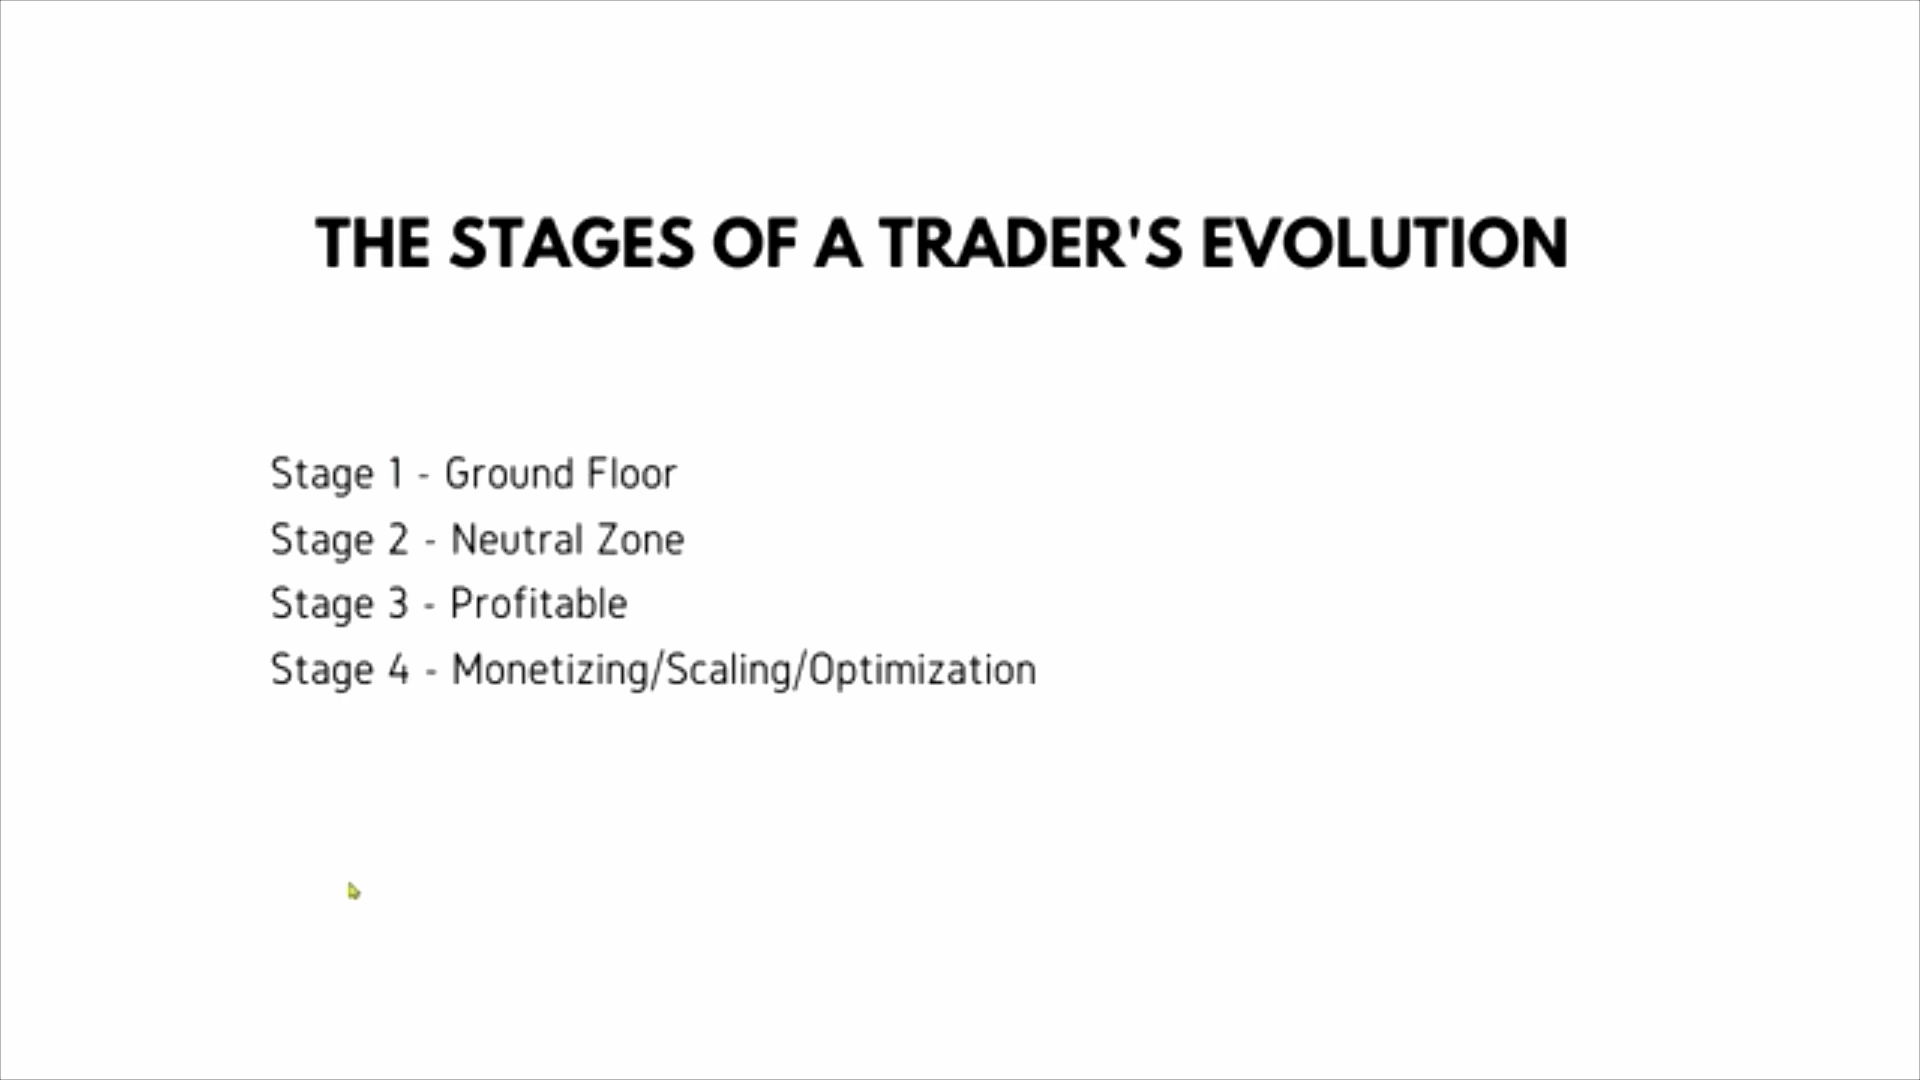 THE STAGES OF A TRADER'S EVOLUTION
Stage 1 - Ground Floor
Stage 2 - Neutral Zone
Stage 3 - Profitable
Stage 4 - Monetizing/Scaling/Optimization